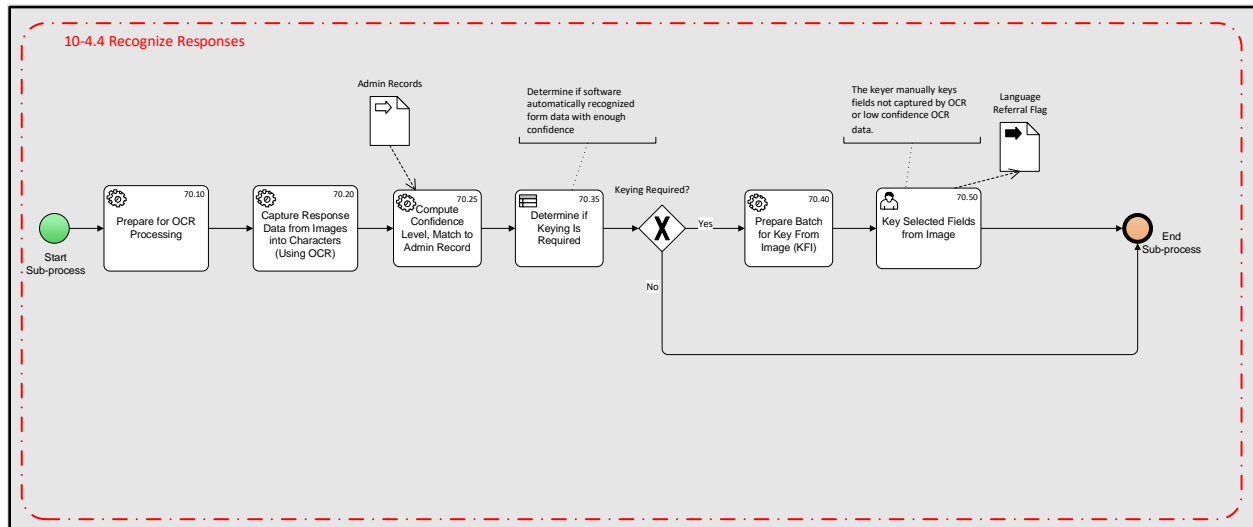 10-4.4 Recognize Responses
Admin Records
Determine if software
automatically recognized
form data with enough
confidence
The keyer manually keys
fields not captured by OCR
or low confidence OCR
data.
Language
Referral Flag
Start
Sub-process
70.10
Prepare for OCR
Processing
70.20
Capture Response
Data from Images
into Characters
(Using OCR)
70.25
Compute
Confidence
Level, Match to
Admin Record
70.35
Determine if
Keying Is
Required
Keying Required?
X
Yes
No
70.40
Prepare Batch
for Key From
Image (KFI)
70.50
Key Selected Fields
from Image
End
Sub-process